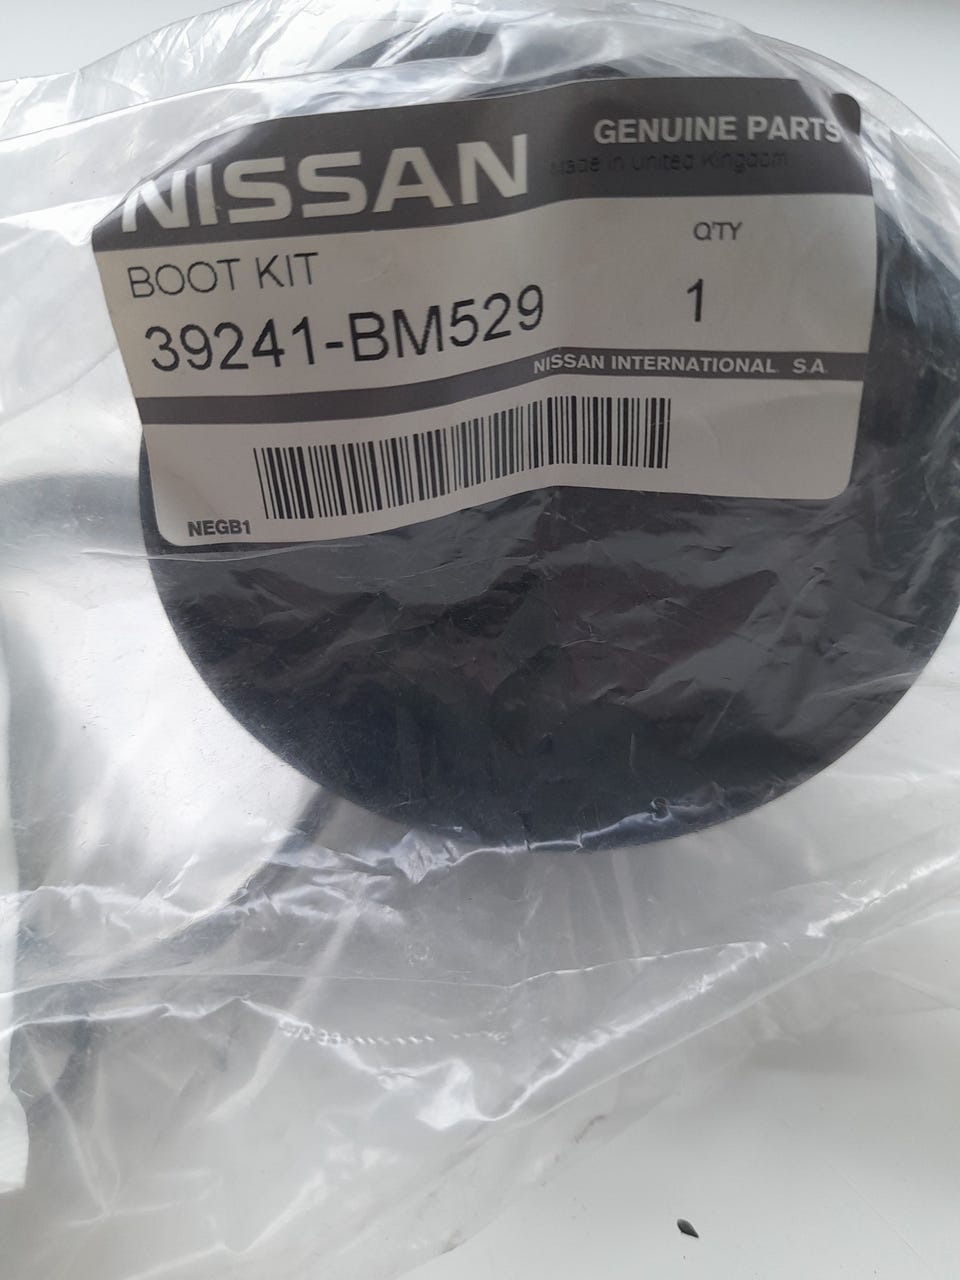 GENUINE PARTS
NISSAN
Made in United Kingdom
QTY
BOOT KIT
39241-BM529
1
NISSAN INTERNATIONAL S.A.
NEGB1